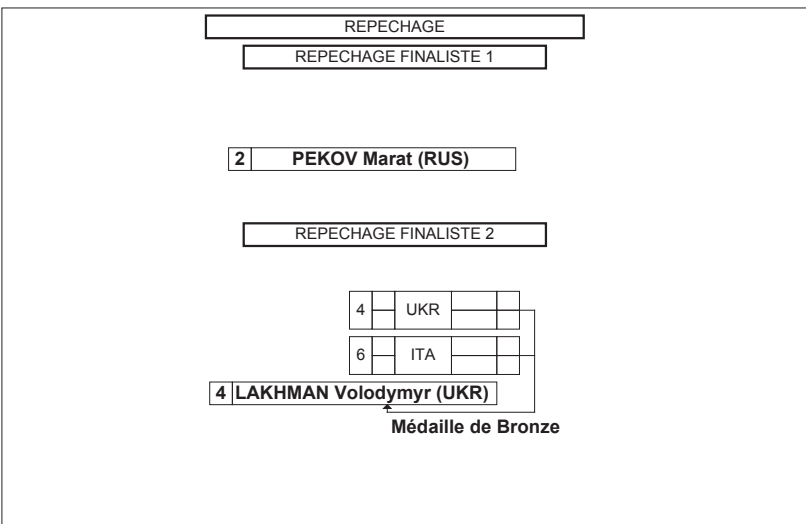 REPECHAGE
REPECHAGE FINALISTE 1
2 PEKOV Marat (RUS)
REPECHAGE FINALISTE 2
4 UKR
6 ITA
4 LAKHMAN Volodymyr (UKR)
Médaille de Bronze